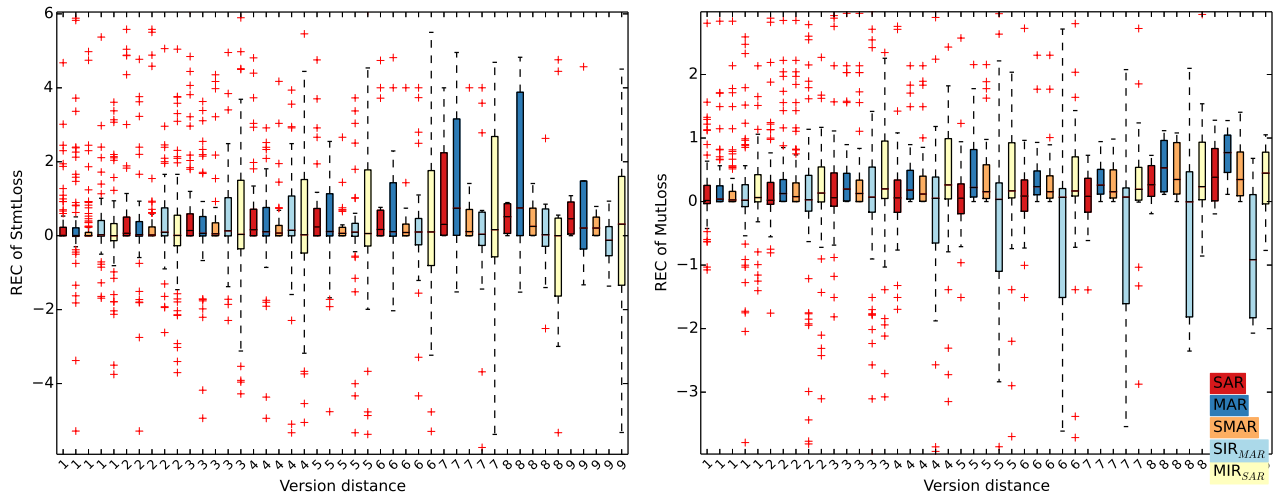 6
4
2
0
−2
−4
REC of StmtLoss
1 1 1 1 1 2 2 2 2 2 3 3 3 3 3 4 4 4 4 4 5 5 5 5 5 6 6 6 6 6 7 7 7 7 7 8 8 8 8 8 9 9 9 9 9
Version distance
2
1
0
−1
−2
−3
REC of MutLoss
1 1 1 1 1 2 2 2 2 2 3 3 3 3 3 4 4 4 4 4 5 5 5 5 5 6 6 6 6 6 7 7 7 7 7 8 8 8 8 8
Version distance
SAR
MAR
SMAR
SIR_MAR
MIR_SAR